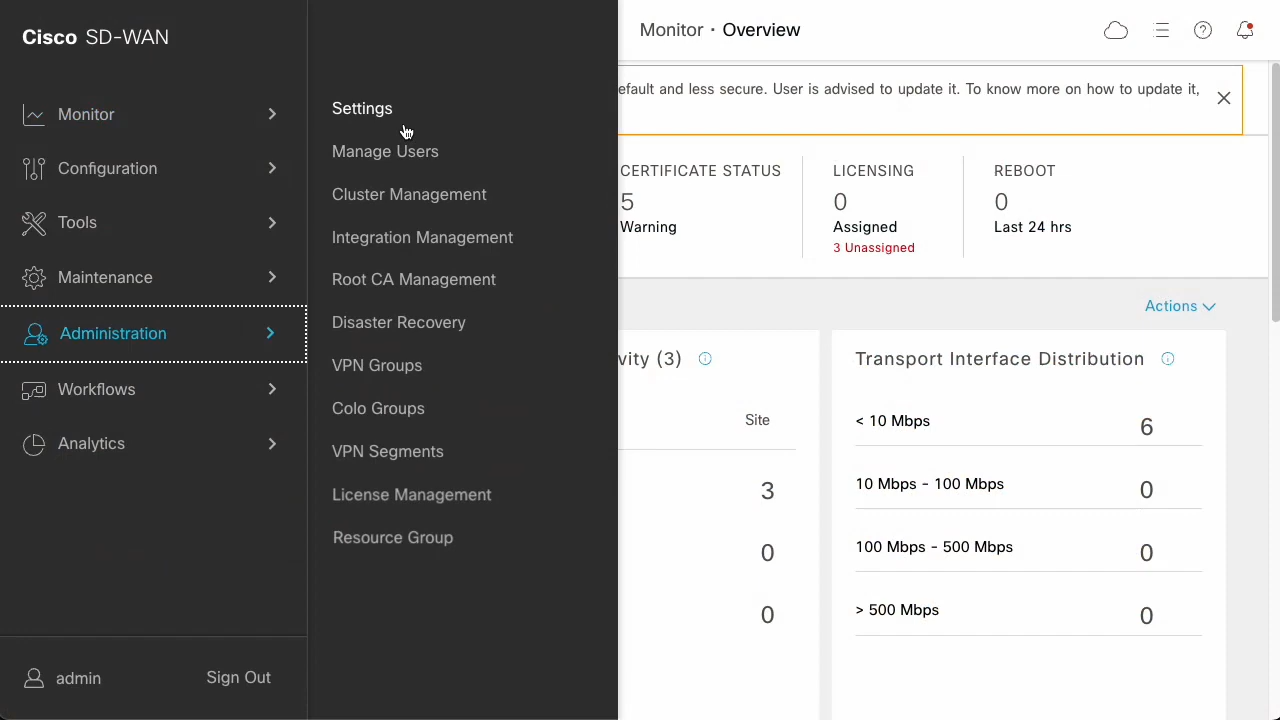 Cisco SD-WAN
Monitor
Configuration
Tools
Maintenance
Administration
Workflows
Analytics
admin
Sign Out
Settings
Manage Users
Cluster Management
Integration Management
Root CA Management
Disaster Recovery
VPN Groups
Colo Groups
VPN Segments
License Management
Resource Group
Monitor · Overview
efault and less secure. User is advised to update it. To know more on how to update it,
CERTIFICATE STATUS
5
Warning
LICENSING
0
Assigned
3 Unassigned
REBOOT
0
Last 24 hrs
Actions
vity (3)
Site
3
0
0
Transport Interface Distribution
< 10 Mbps 6
10 Mbps - 100 Mbps 0
100 Mbps - 500 Mbps 0
> 500 Mbps 0